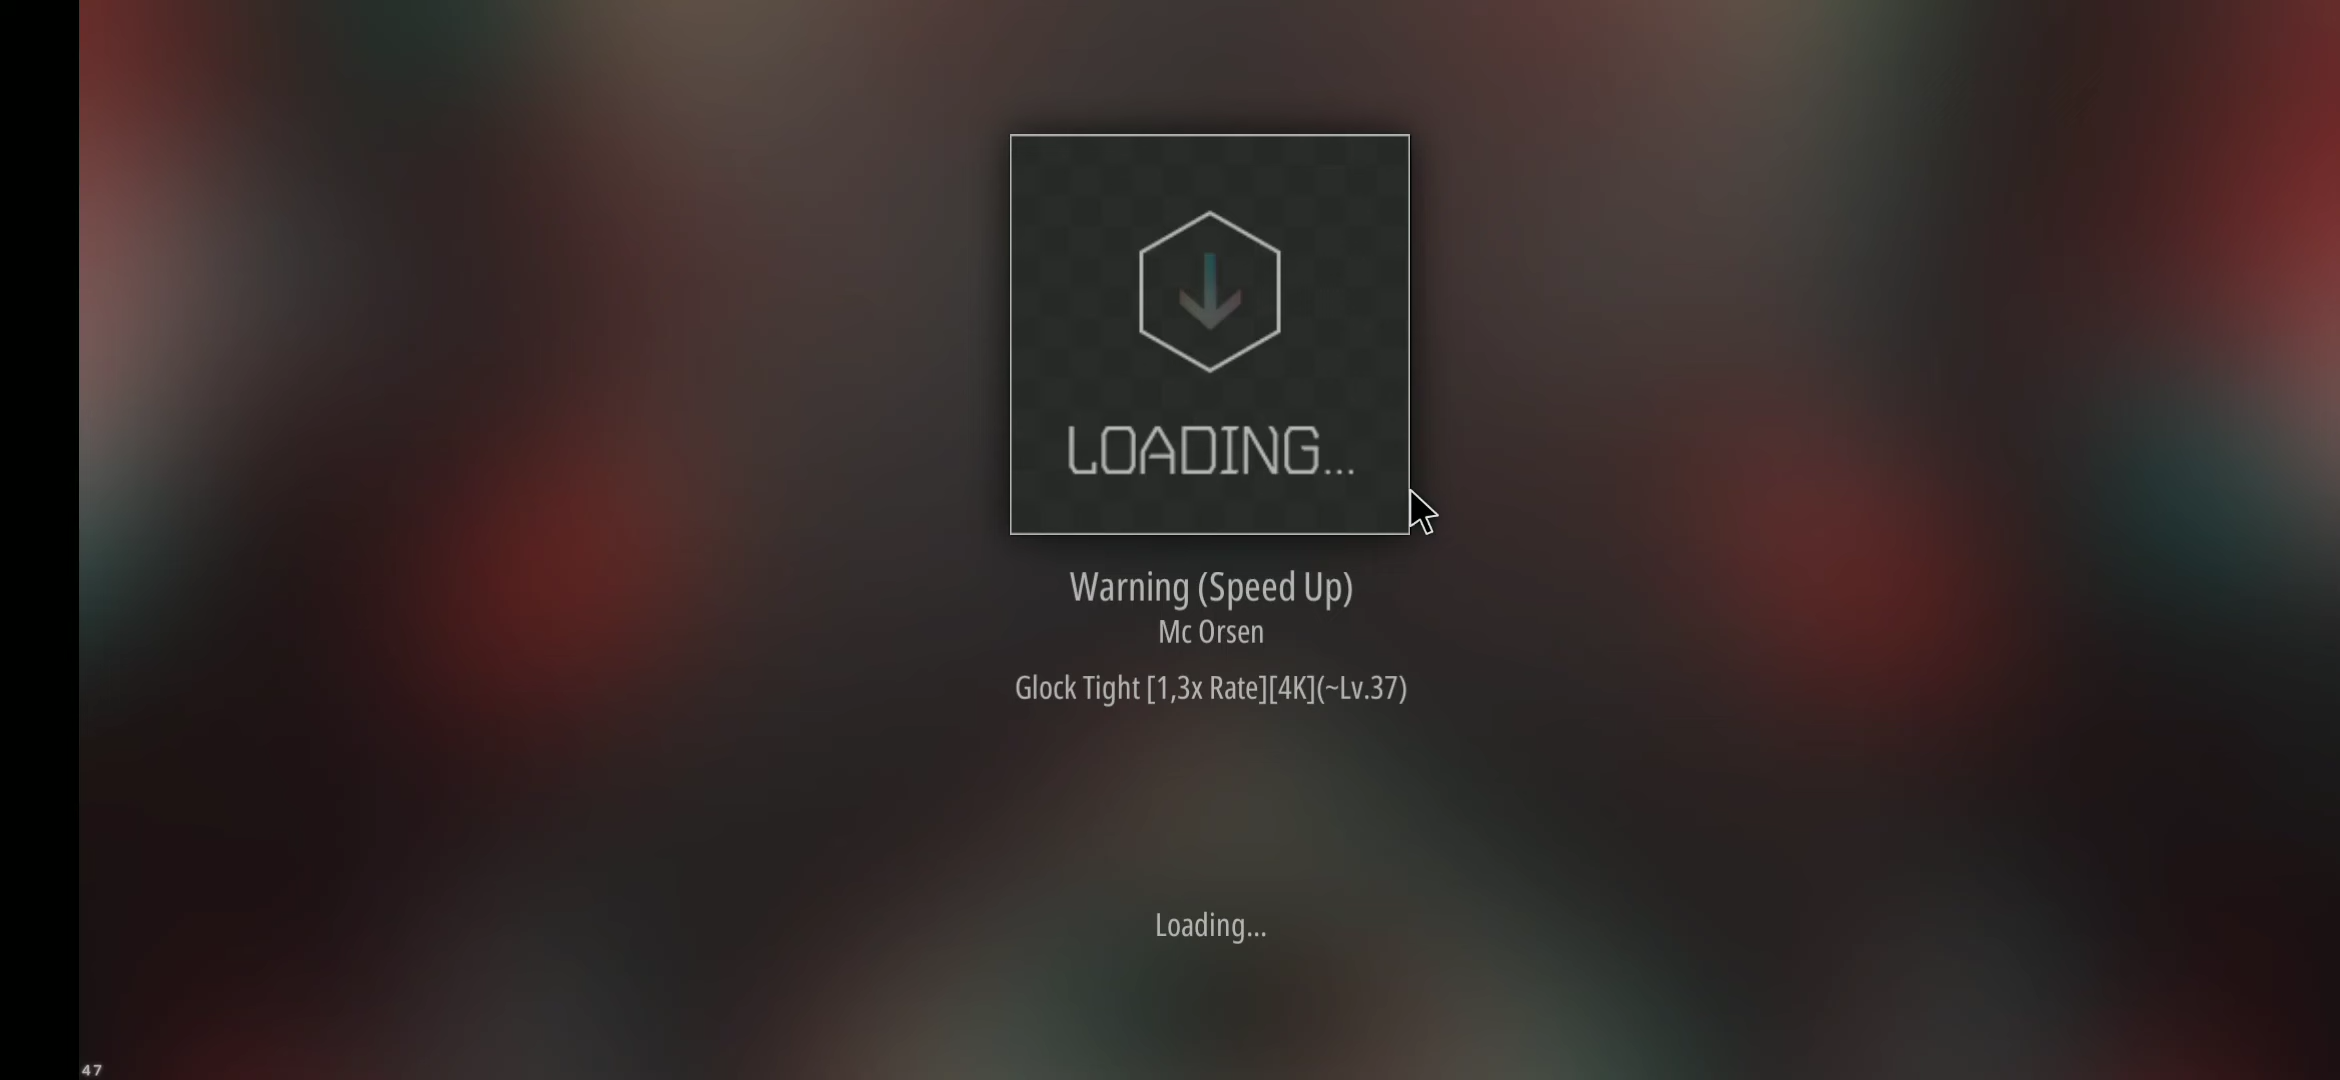 LOADING...
Warning (Speed Up)
Mc Orsen
Glock Tight [1,3x Rate][4K](~Lv.37)
Loading...
47